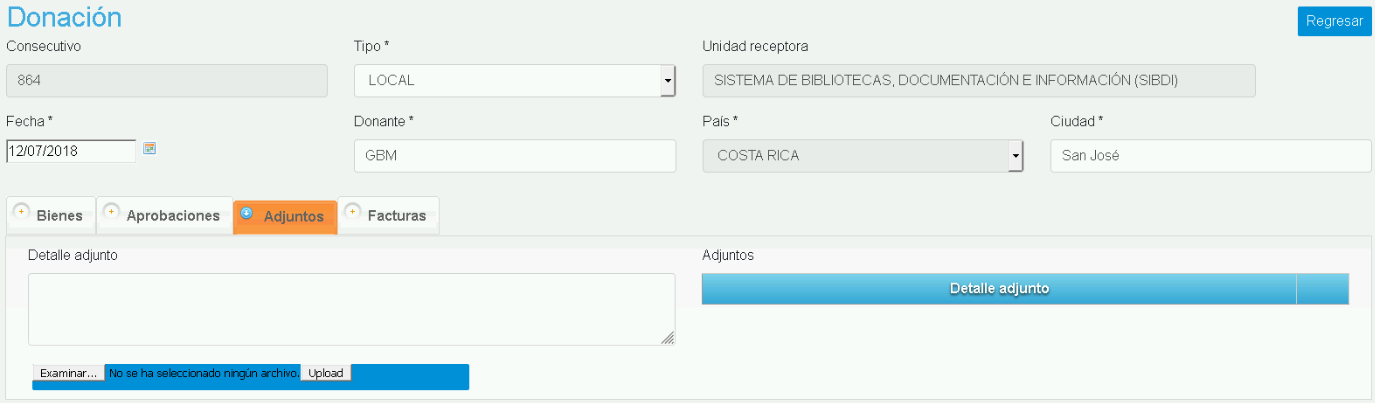 Donación
Regresar
Consecutivo Tipo * Unidad receptora
864 LOCAL SISTEMA DE BIBLIOTECAS, DOCUMENTACIÓN E INFORMACIÓN (SIBDI)
Fecha * Donante * País * Ciudad *
12/07/2018 GBM COSTA RICA San José
Bienes Aprobaciones Adjuntos Facturas
Detalle adjunto Adjuntos
Detalle adjunto
Examinar... No se ha seleccionado ningún archivo. Upload